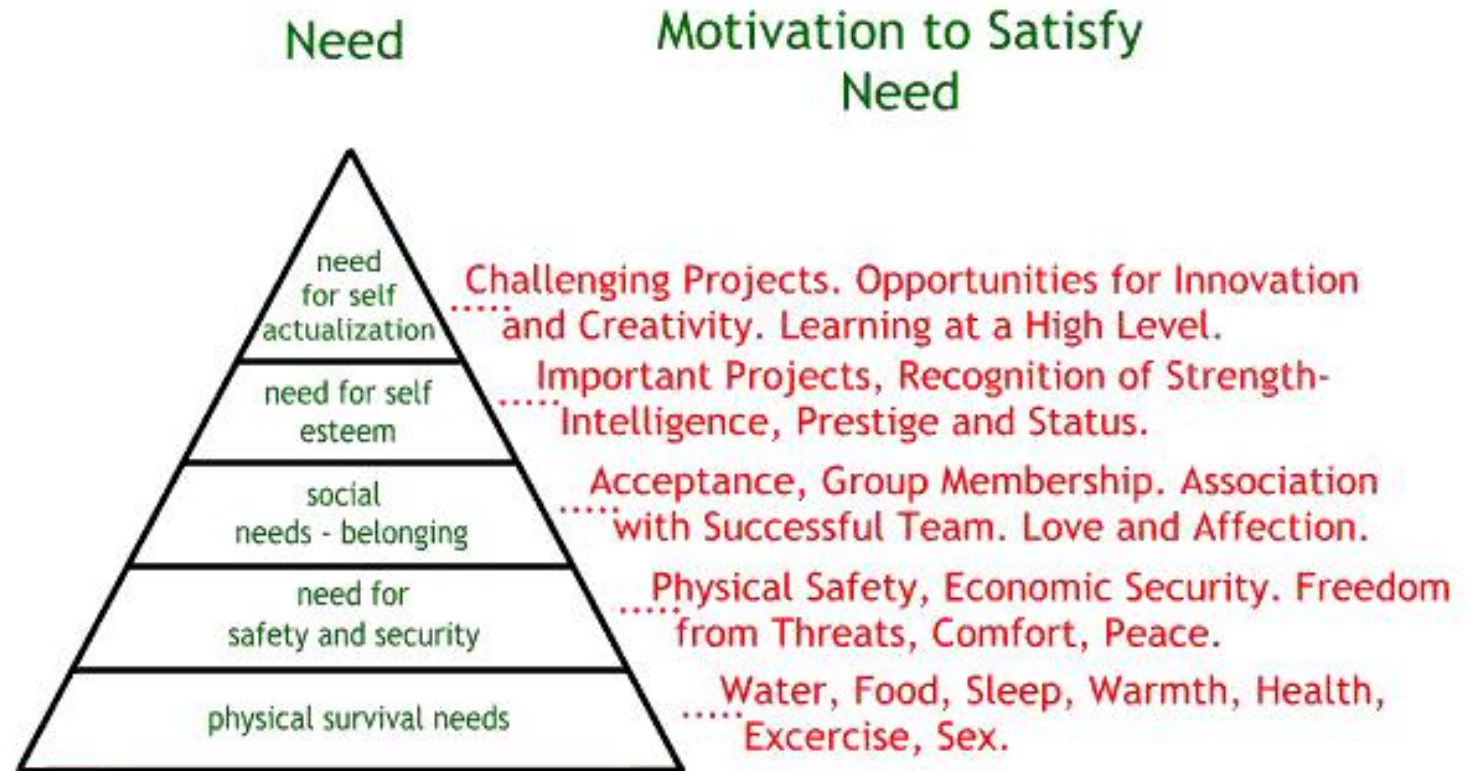 Need
Motivation to Satisfy
Need
need
for self
actualization
Challenging Projects. Opportunities for Innovation
and Creativity. Learning at a High Level.
need for self
esteem
Important Projects, Recognition of Strength-
Intelligence, Prestige and Status.
social
needs - belonging
Acceptance, Group Membership. Association
with Successful Team. Love and Affection.
need for
safety and security
Physical Safety, Economic Security. Freedom
from Threats, Comfort, Peace.
physical survival needs
Water, Food, Sleep, Warmth, Health,
Excercise, Sex.